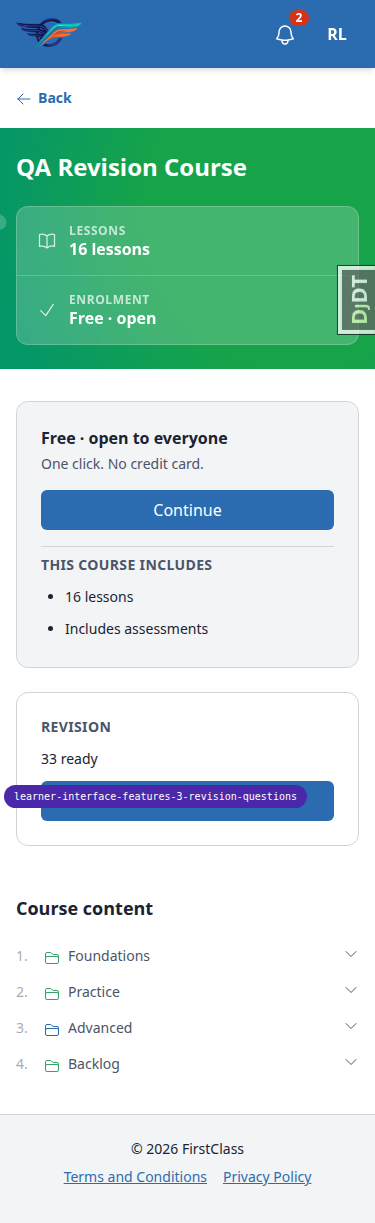 2
RL
← Back
QA Revision Course
LESSONS
16 lessons
ENROLMENT
Free · open
DJDT
Free · open to everyone
One click. No credit card.
Continue
THIS COURSE INCLUDES
• 16 lessons
• Includes assessments
REVISION
33 ready
learner-interface-features-3-revision-questions
Course content
1. Foundations
2. Practice
3. Advanced
4. Backlog
© 2026 FirstClass
Terms and Conditions Privacy Policy